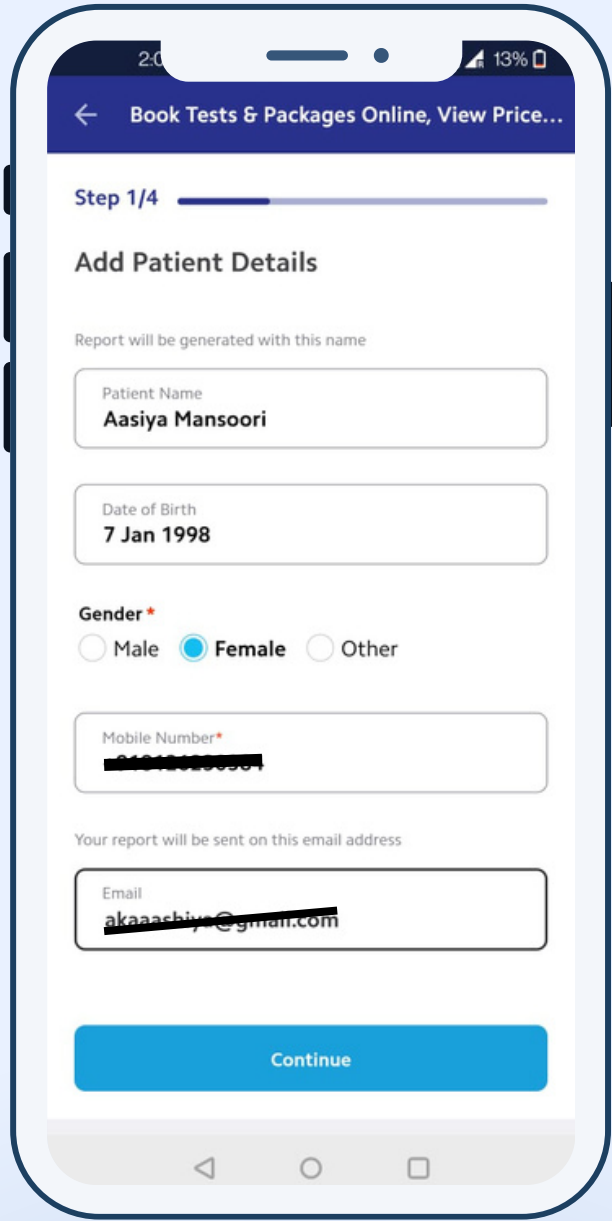 2:0
13%
Book Tests & Packages Online, View Price...
Step 1/4
Add Patient Details
Report will be generated with this name
Patient Name
Aasiya Mansoori
Date of Birth
7 Jan 1998
Gender *
Male Female Other
Mobile Number*
Your report will be sent on this email address
Email
Continue